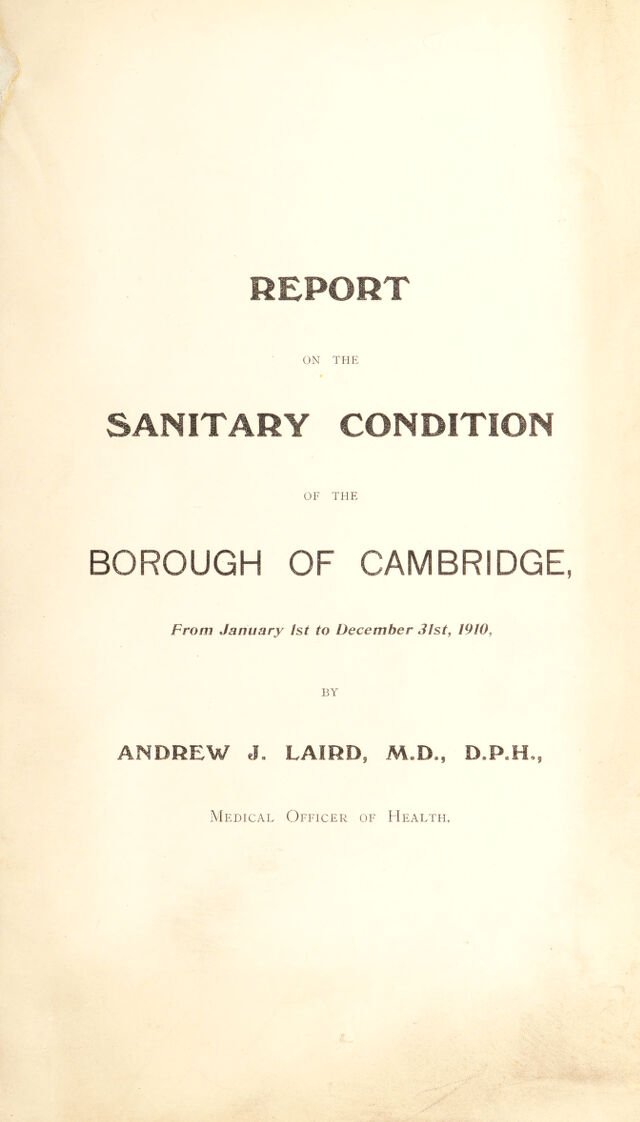 REPORT
ON THE
SANITARY CONDITION
OF THE
BOROUGH OF CAMBRIDGE,
From January 1st to December 31st, 1910,
BY
ANDREW J. LAIRD, M.D., D.P.H.,
MEDICAL OFFICER OF HEALTH.